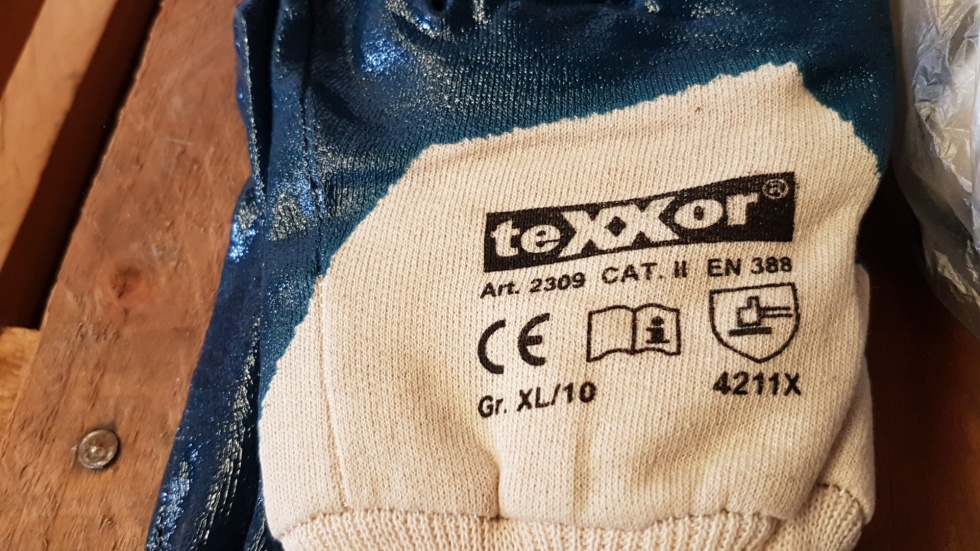 teXXor®
Art. 2309 CAT. II EN 388
CE i
Gr. XL/10 4211X